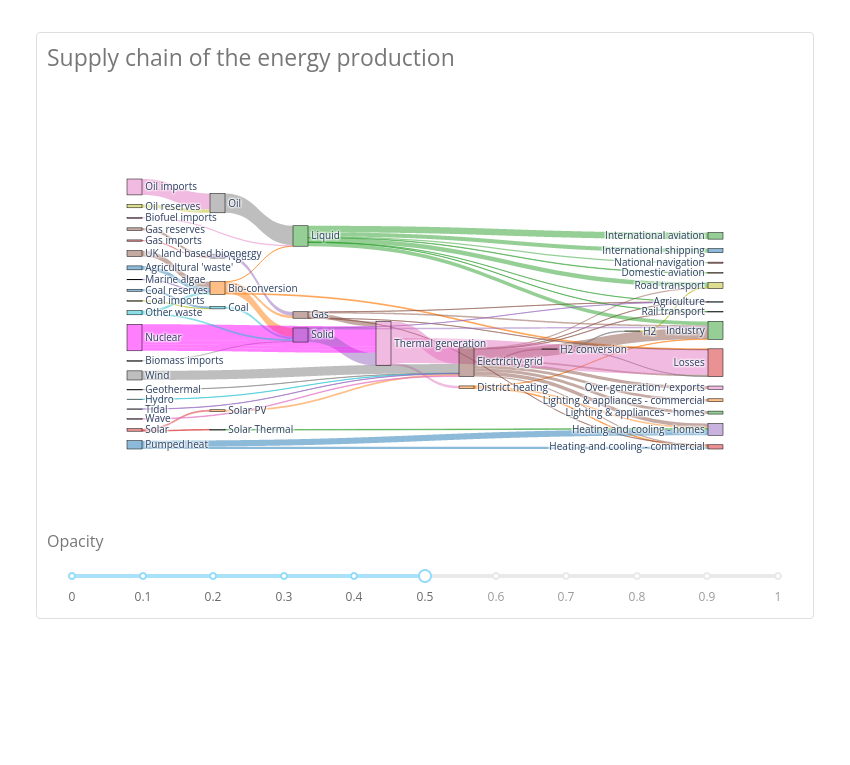 Supply chain of the energy production
Oil imports
Oil
Oil reserves
Biofuel imports
Gas reserves
Liquid
International aviation
Gas imports
International shipping
UK land based bioenergy
National navigation
Agricultural 'waste'
Domestic aviation
Marine algae
Road transport
Bio-conversion
Coal reserves
Coal imports
Agriculture
Coal
Other waste
Rail transport
Gas
Nuclear
Solid
H2
Industry
Thermal generation
H2 conversion
Biomass imports
Electricity grid
Losses
Wind
Geothermal
District heating
Over generation / exports
Hydro
Lighting & appliances - commercial
Tidal
Solar PV
Lighting & appliances - homes
Wave
Solar
Solar Thermal
Heating and cooling - homes
Pumped heat
Heating and cooling - commercial
Opacity
0 0.1 0.2 0.3 0.4 0.5 0.6 0.7 0.8 0.9 1